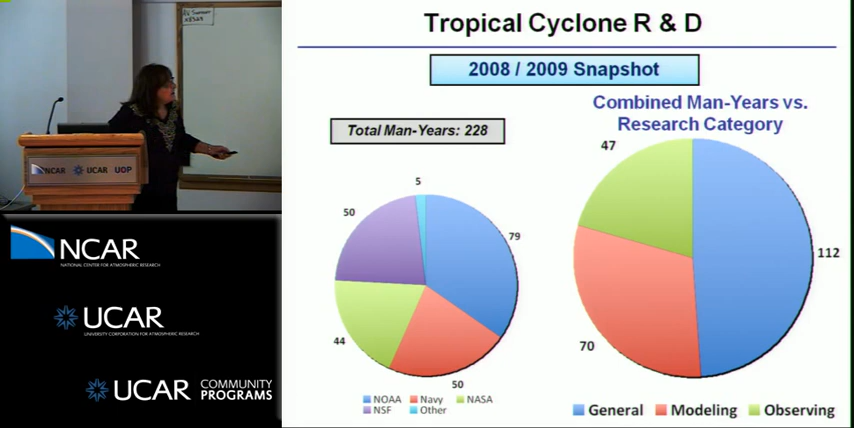 NCAR UCAR UOP
NCAR
NATIONAL CENTER FOR ATMOSPHERIC RESEARCH
UCAR
UNIVERSITY CORPORATION FOR ATMOSPHERIC RESEARCH
UCAR COMMUNITY
PROGRAMS
Tropical Cyclone R & D
2008 / 2009 Snapshot
Total Man-Years: 228
5
50
79
44
50
NOAA Navy NASA
NSF Other
Combined Man-Years vs.
Research Category
47
112
70
General Modeling Observing